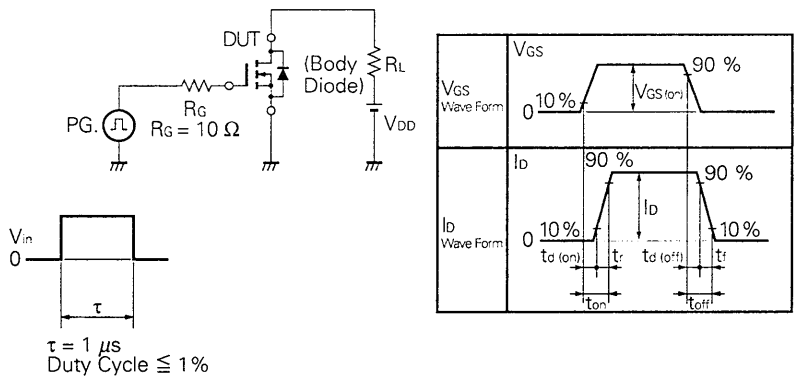 DUT
(Body
Diode)
RL
RG
RG = 10 Ω
PG.
VDD
Vin
0
τ
τ = 1 μs
Duty Cycle ≦ 1%
VGS
Wave Form
VGS
90 %
VGS(on)
10 %
0
ID
Wave Form
ID
90 %
90 %
ID
10 %
10 %
0
td (on)
tr
td (off)
tf
ton
toff